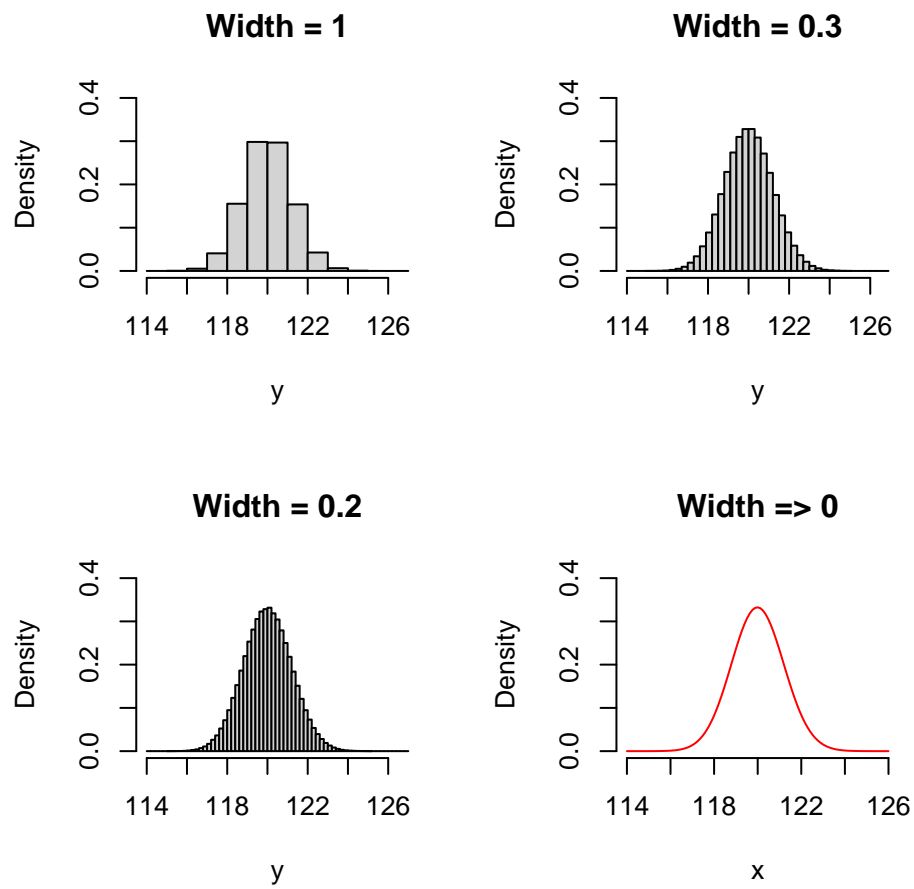 Width = 1
Density
0.0 0.2 0.4
114 118 122 126
y
Width = 0.3
Density
0.0 0.2 0.4
114 118 122 126
y
Width = 0.2
Density
0.0 0.2 0.4
114 118 122 126
y
Width => 0
Density
0.0 0.2 0.4
114 118 122 126
x